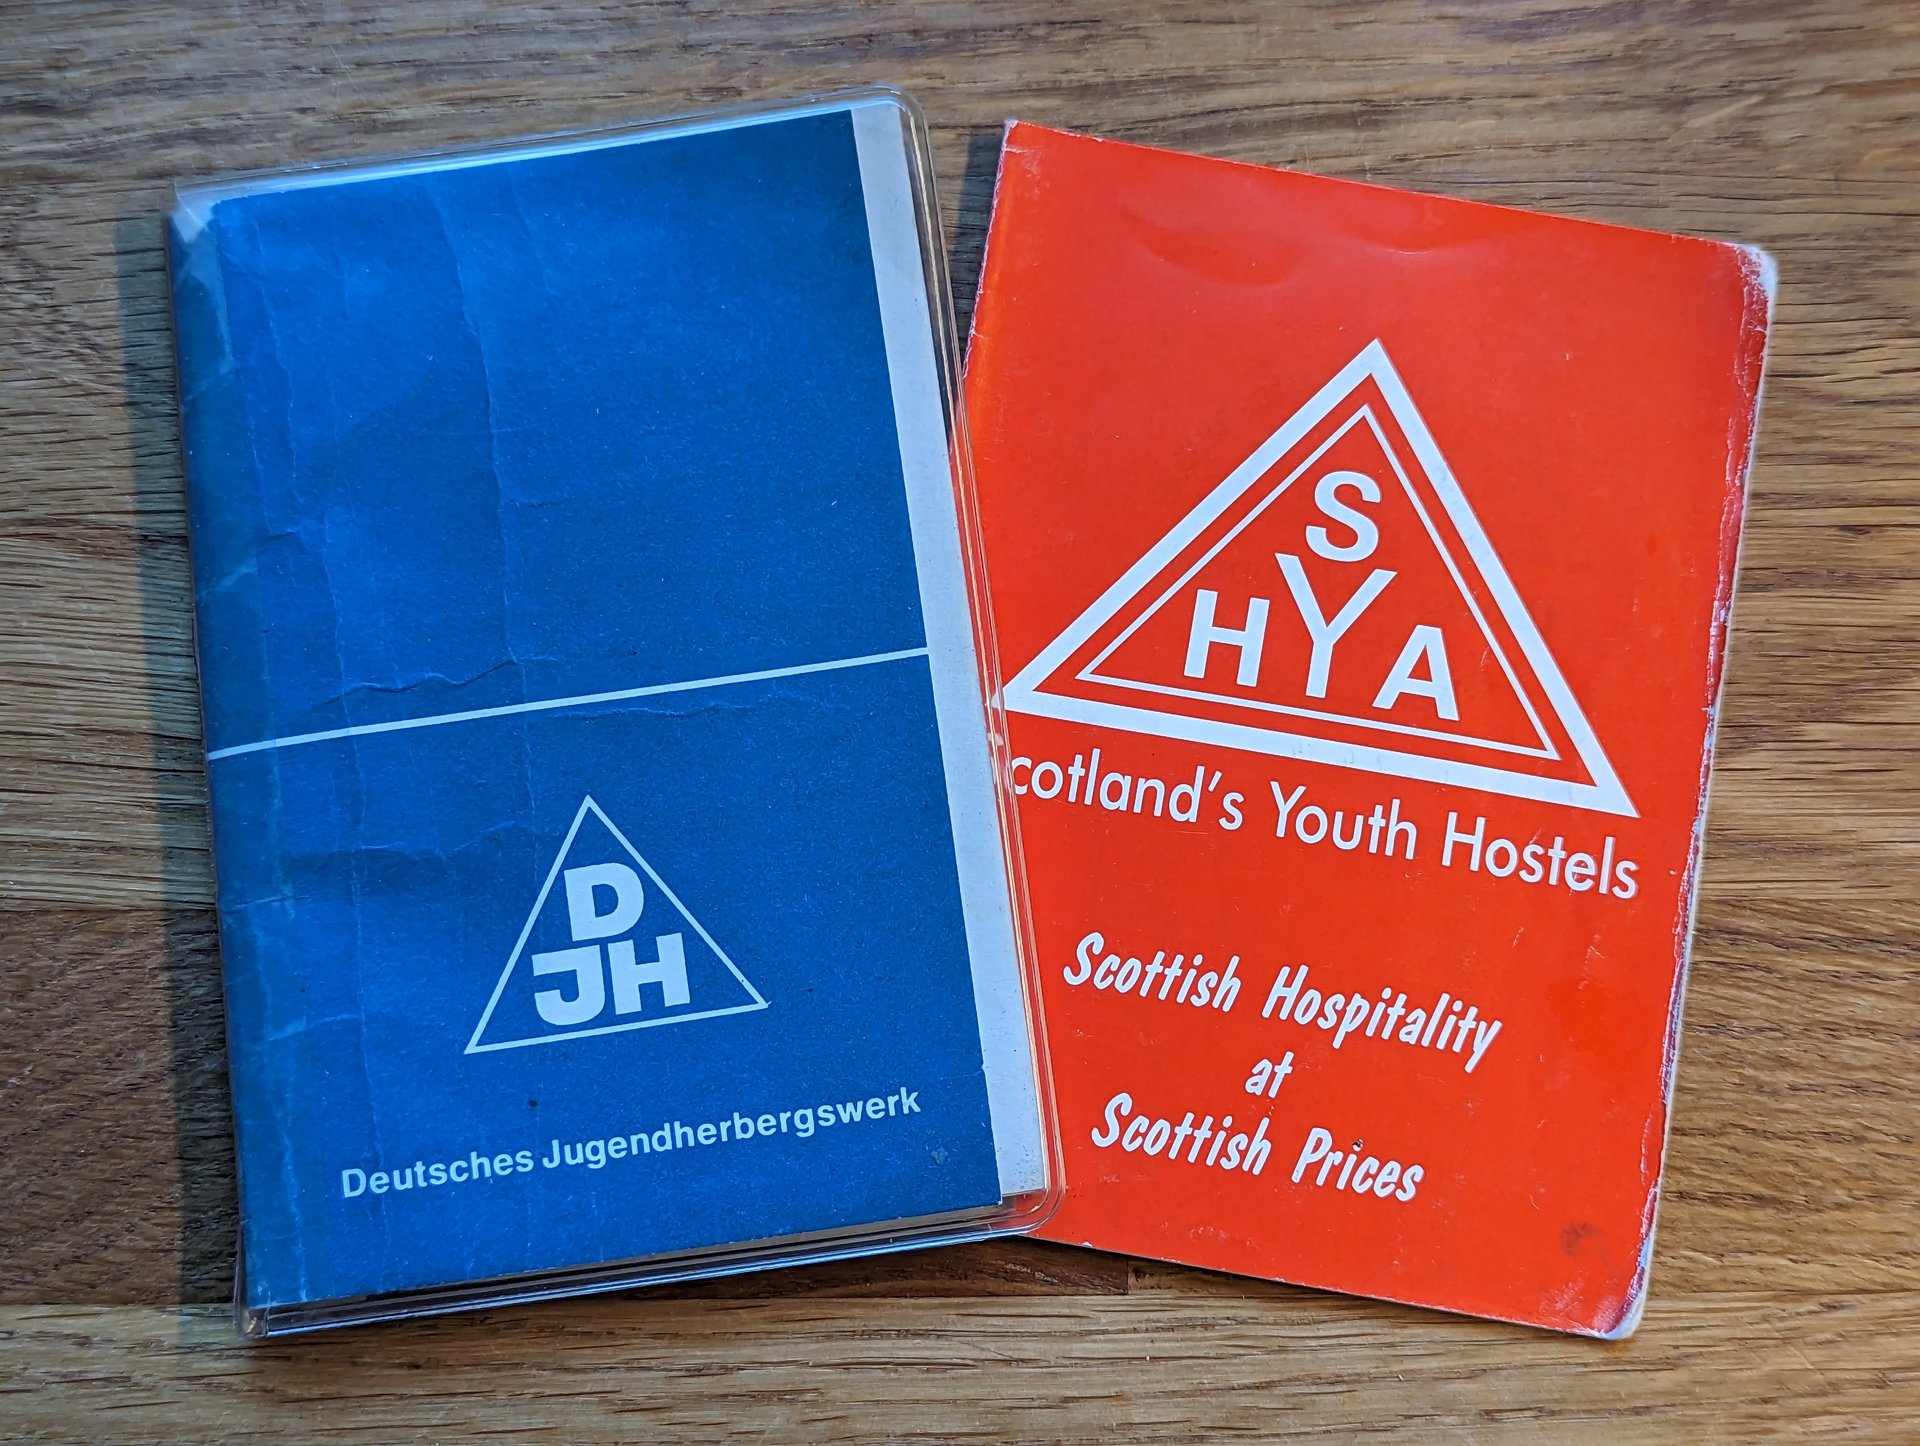 D
JH
Deutsches Jugendherbergswerk
S
HYA
cotland's Youth Hostels
Scottish Hospitality
at
Scottish Prices